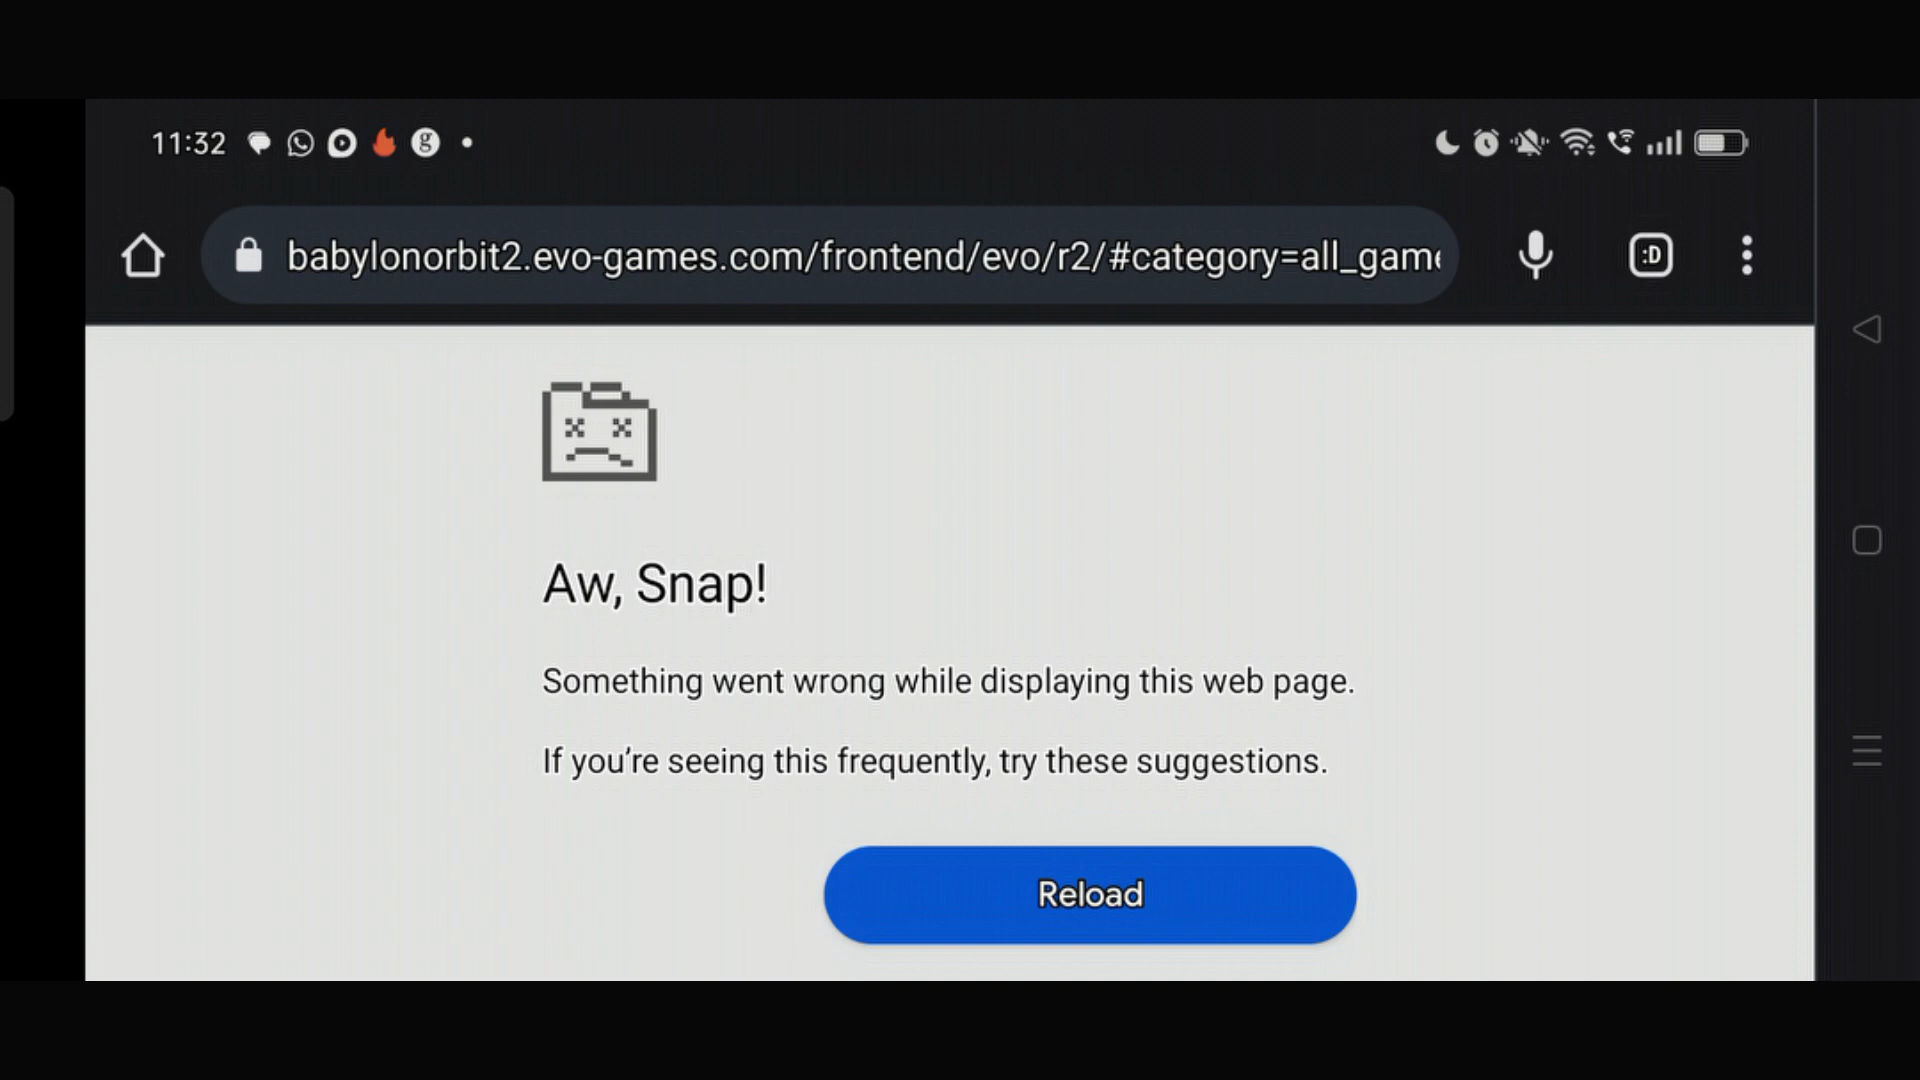 11:32
g
babylonorbit2.evo-games.com/frontend/evo/r2/#category=all_game
:D
Aw, Snap!
Something went wrong while displaying this web page.
If you’re seeing this frequently, try these suggestions.
Reload